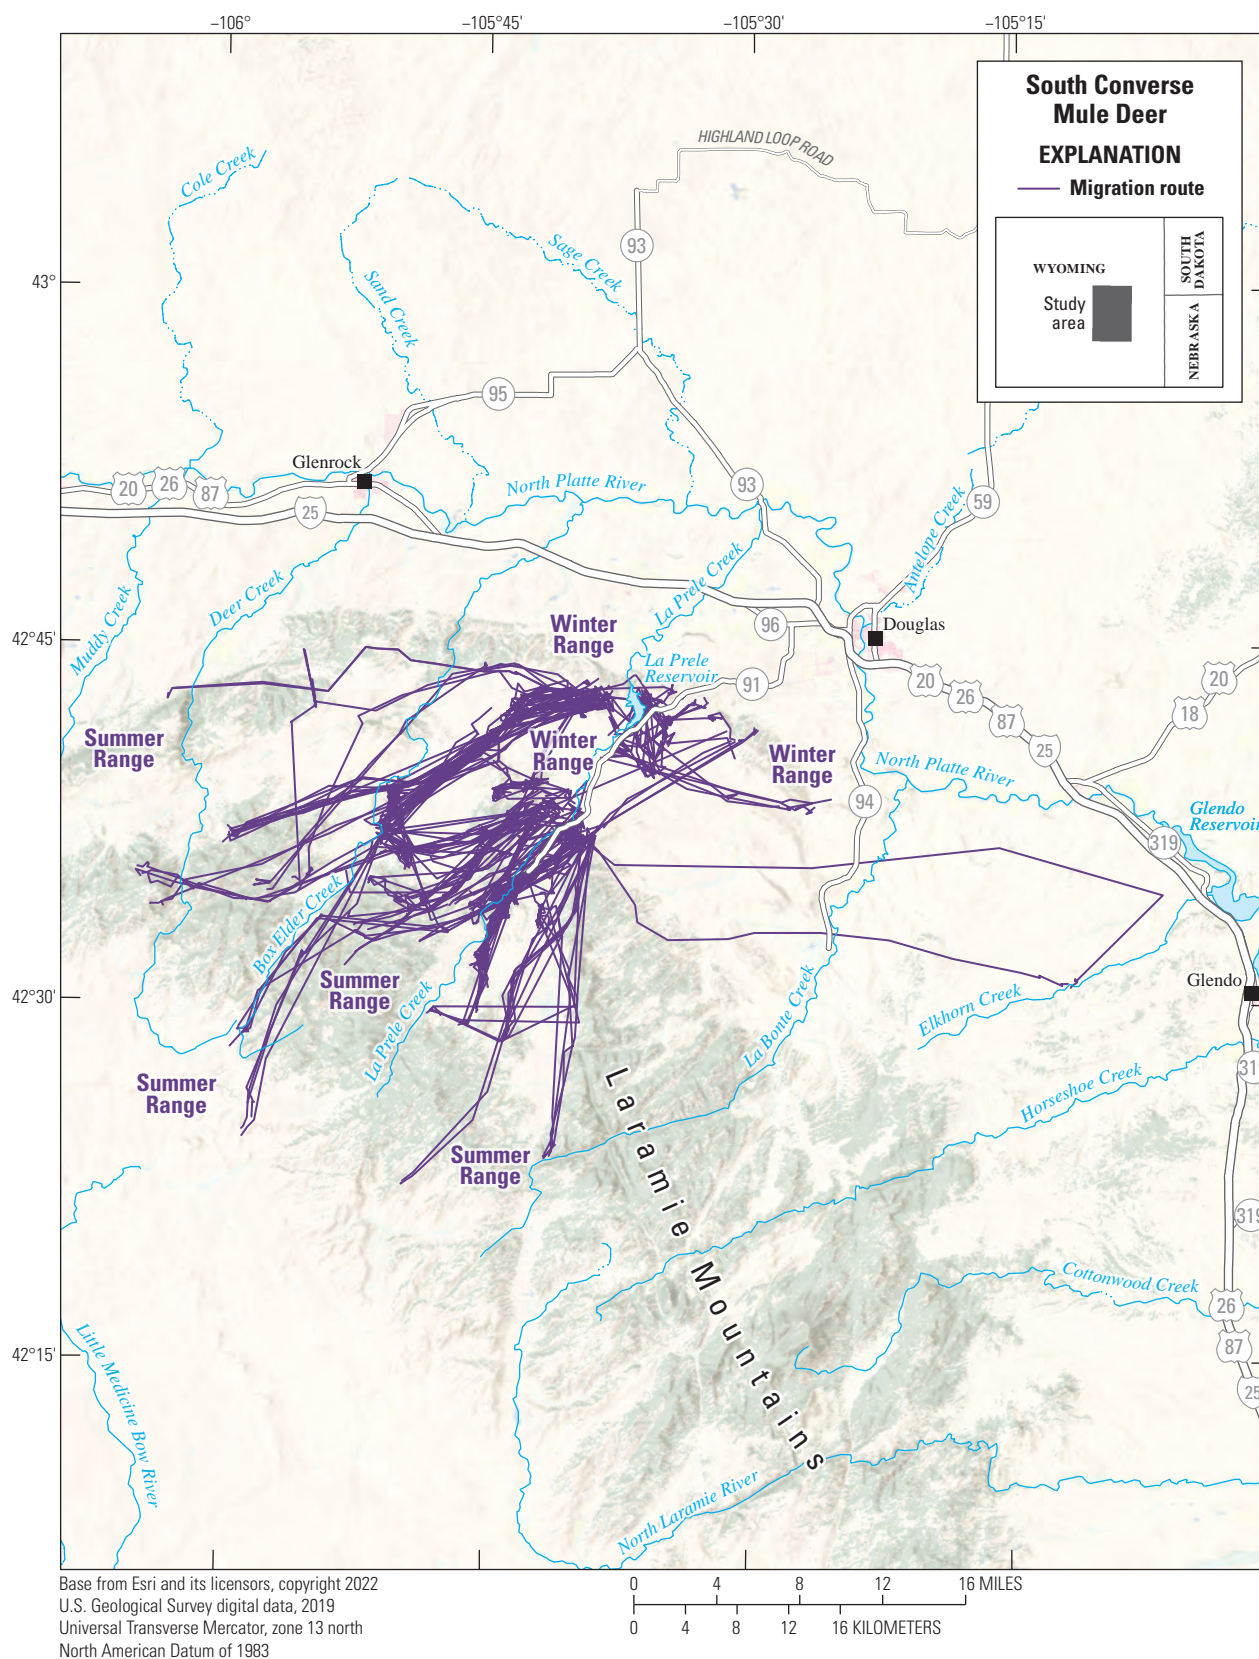 −106°
−105°45'
−105°30'
−105°15'
South Converse
Mule Deer
EXPLANATION
Migration route
WYOMING
Study
area
SOUTH
DAKOTA
NEBRASKA
HIGHLAND LOOP ROAD
Cole Creek
Sage Creek
93
Sand Creek
43°
95
Glenrock
20
26
87
25
North Platte River
93
59
Antelope Creek
Muddy Creek
Deer Creek
La Prele Creek
42°45'
Winter
Range
96
Douglas
La Prele
Reservoir
91
20
26
87
25
20
18
Summer
Range
Winter
Range
Winter
Range
North Platte River
94
Glendo
Reservoir
319
Box Elder Creek
Summer
Range
La Prele Creek
42°30'
La Bonte Creek
Elkhorn Creek
Glendo
Summer
Range
Laramie Mountains
Horseshoe Creek
Summer
Range
Cottonwood Creek
26
87
42°15'
Little Medicine Bow River
North Laramie River
Base from Esri and its licensors, copyright 2022
U.S. Geological Survey digital data, 2019
Universal Transverse Mercator, zone 13 north
North American Datum of 1983
0 4 8 12 16 MILES
0 4 8 12 16 KILOMETERS